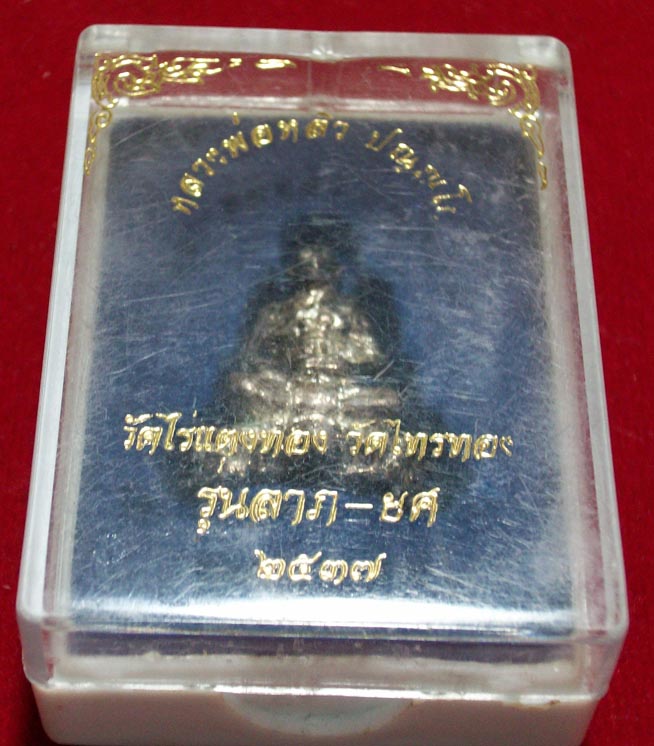 หลวงพ่อหลิว ปณฺณโก
วัดไร่แตงทอง วัดไทรทอง
รุ่นลาภ-ยศ
๒๕๓๗